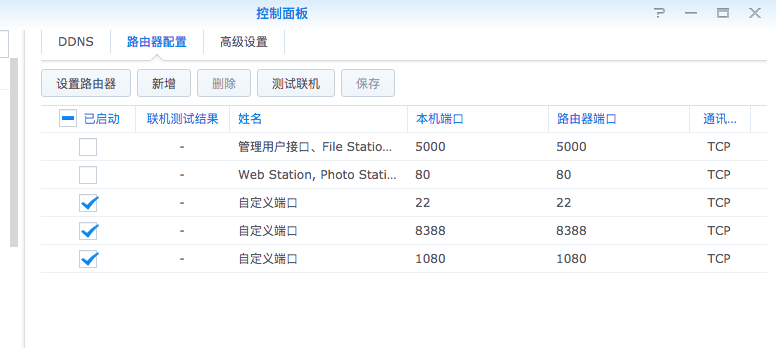 控制面板
DDNS 路由器配置 高级设置
设置路由器 新增 删除 测试联机 保存
已启动 联机测试结果 姓名 本机端口 路由器端口 通讯...
- 管理用户接口、File Statio... 5000 5000 TCP
- Web Station, Photo Stati... 80 80 TCP
- 自定义端口 22 22 TCP
- 自定义端口 8388 8388 TCP
- 自定义端口 1080 1080 TCP